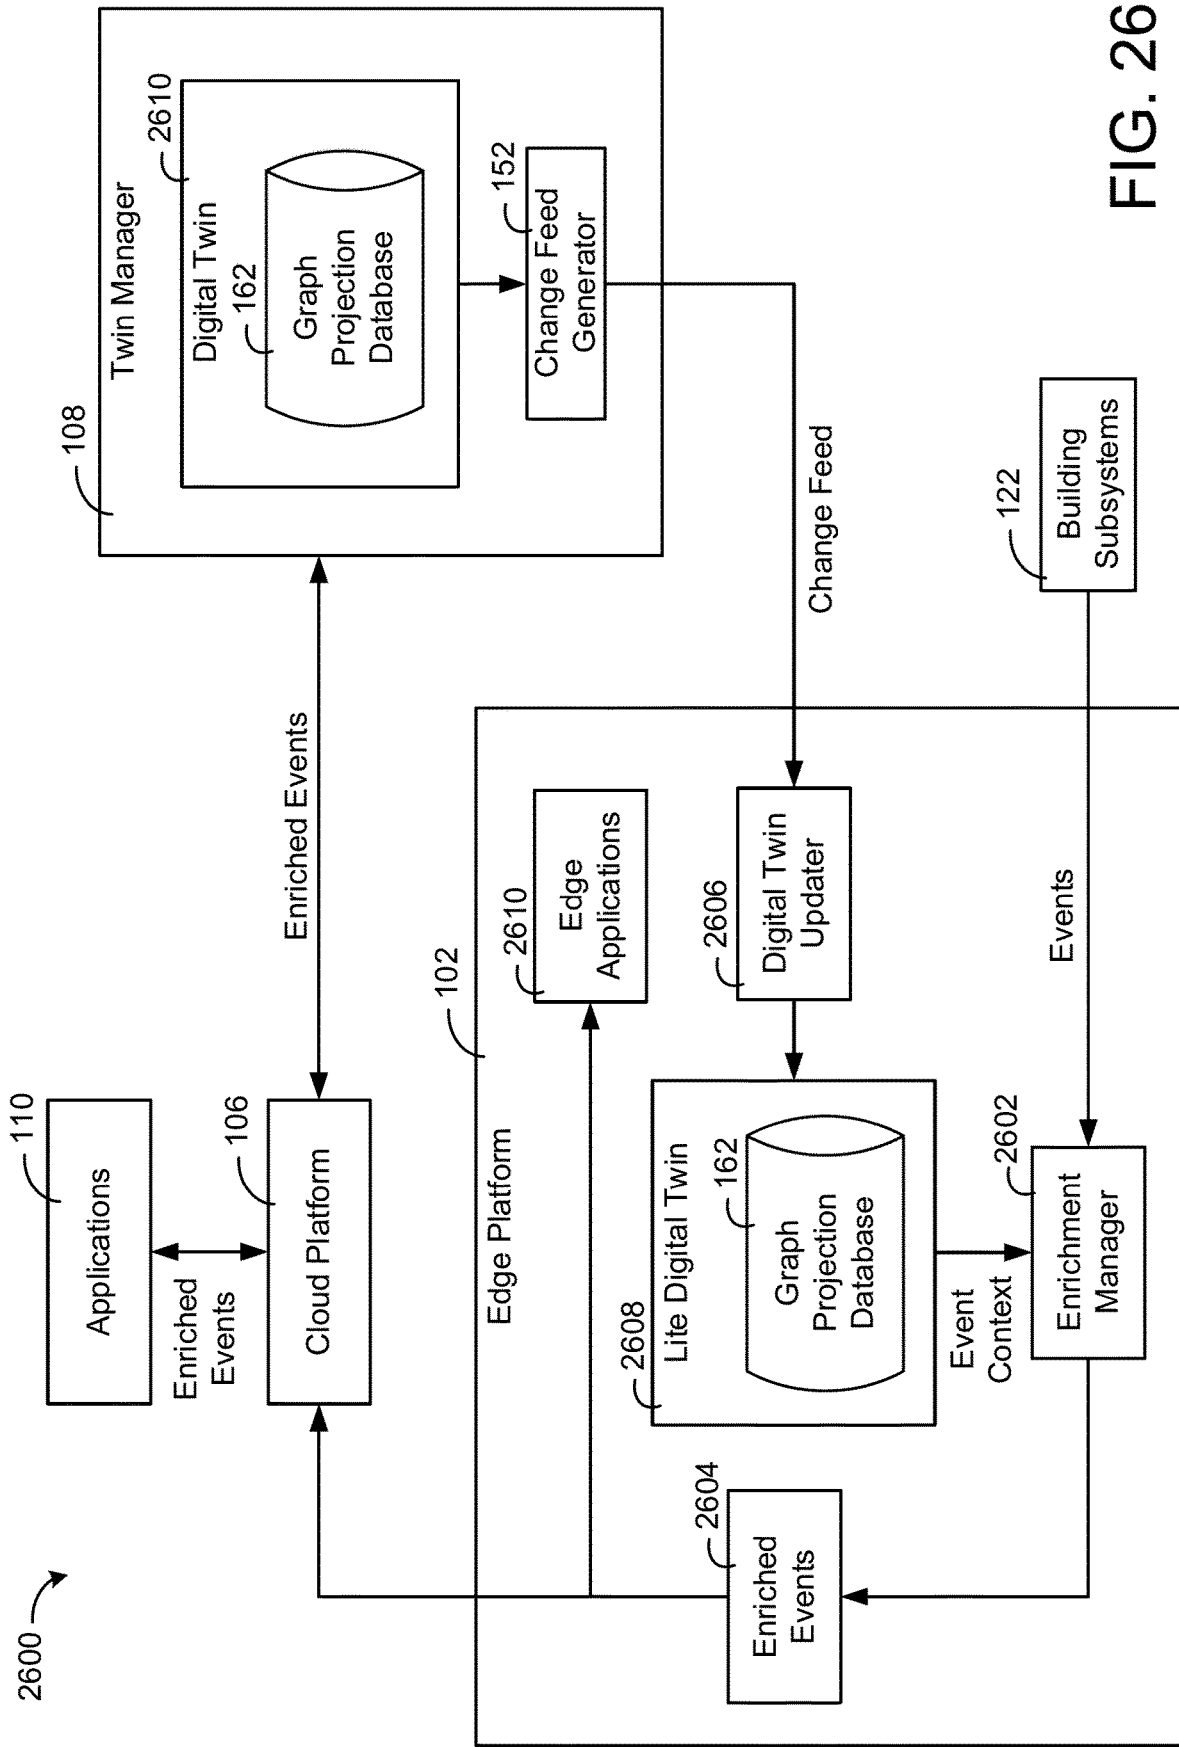 2600
110
Applications
Enriched
Events
106
Cloud Platform
Enriched Events
108
Twin Manager
2610
Digital Twin
162
Graph
Projection
Database
152
Change Feed
Generator
Change Feed
102
Edge Platform
2610
Edge
Applications
2606
Digital Twin
Updater
2608
Lite Digital Twin
162
Graph
Projection
Database
Event
Context
2604
Enriched
Events
2602
Enrichment
Manager
Events
122
Building
Subsystems
FIG. 26